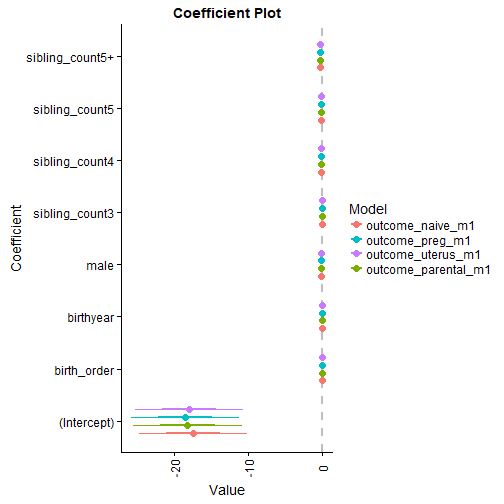 Coefficient Plot
sibling_count5+
sibling_count5
sibling_count4
sibling_count3
male
birthyear
birth_order
(Intercept)
Coefficient
-20
-10
0
Value
Model
outcome_naive_m1
outcome_preg_m1
outcome_uterus_m1
outcome_parental_m1